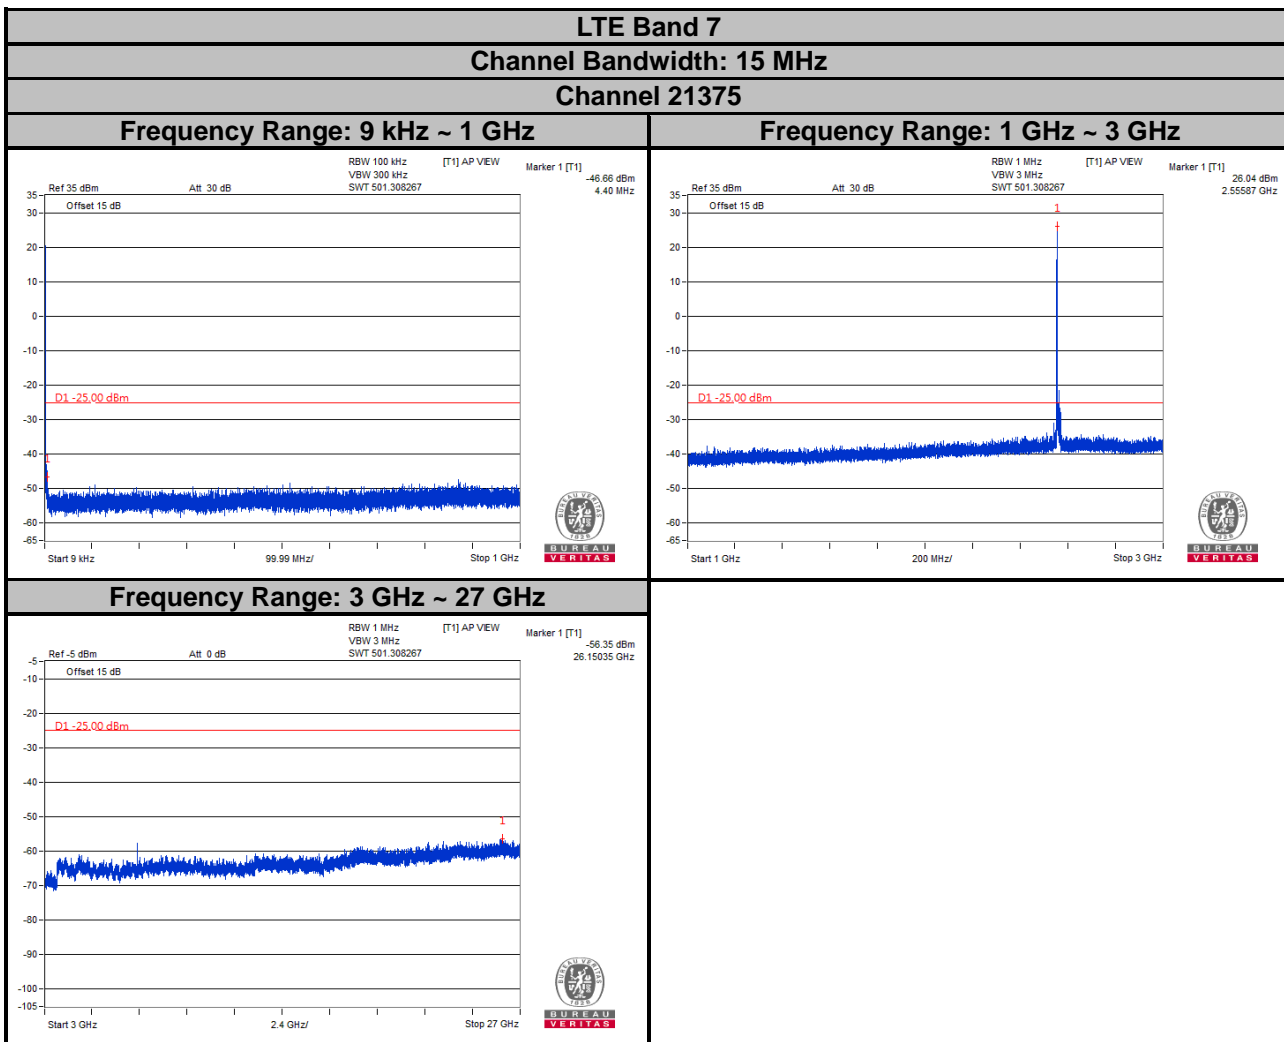 LTE Band 7
Channel Bandwidth: 15 MHz
Channel 21375
Frequency Range: 9 kHz ~ 1 GHz
RBW 100 kHz [T1] AP VIEW Marker 1 [T1]
VBW 300 kHz -46.66 dBm
Ref 35 dBm Att 30 dB SWT 501.308267 4.40 MHz
35
Offset 15 dB
30
20
10
0
-10
-20
D1 -25.00 dBm
-30
-40
1
-50
-60
-65
Start 9 kHz 99.99 MHz/ Stop 1 GHz
BUREAU VERITAS
1828
BUREAU
VERITAS
Frequency Range: 1 GHz ~ 3 GHz
RBW 1 MHz [T1] AP VIEW Marker 1 [T1]
VBW 3 MHz 26.04 dBm
Ref 35 dBm Att 30 dB SWT 501.308267 2.55587 GHz
35
Offset 15 dB
1
30
20
10
0
-10
-20
D1 -25.00 dBm
-30
-40
-50
-60
-65
Start 1 GHz 200 MHz/ Stop 3 GHz
BUREAU VERITAS
1828
BUREAU
VERITAS
Frequency Range: 3 GHz ~ 27 GHz
RBW 1 MHz [T1] AP VIEW Marker 1 [T1]
VBW 3 MHz -56.35 dBm
Ref -5 dBm Att 0 dB SWT 501.308267 26.15035 GHz
-5
Offset 15 dB
-10
-20
D1 -25.00 dBm
-30
-40
-50
1
-60
-70
-80
-90
-100
-105
Start 3 GHz 2.4 GHz/ Stop 27 GHz
BUREAU VERITAS
1828
BUREAU
VERITAS